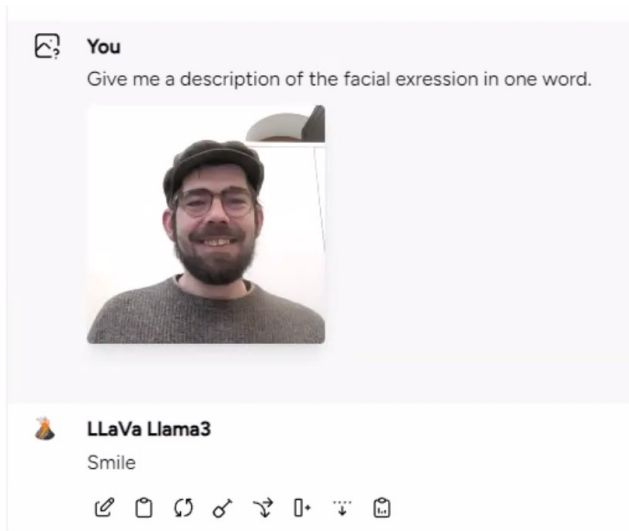 You
Give me a description of the facial exression in one word.
LLaVa Llama3
Smile